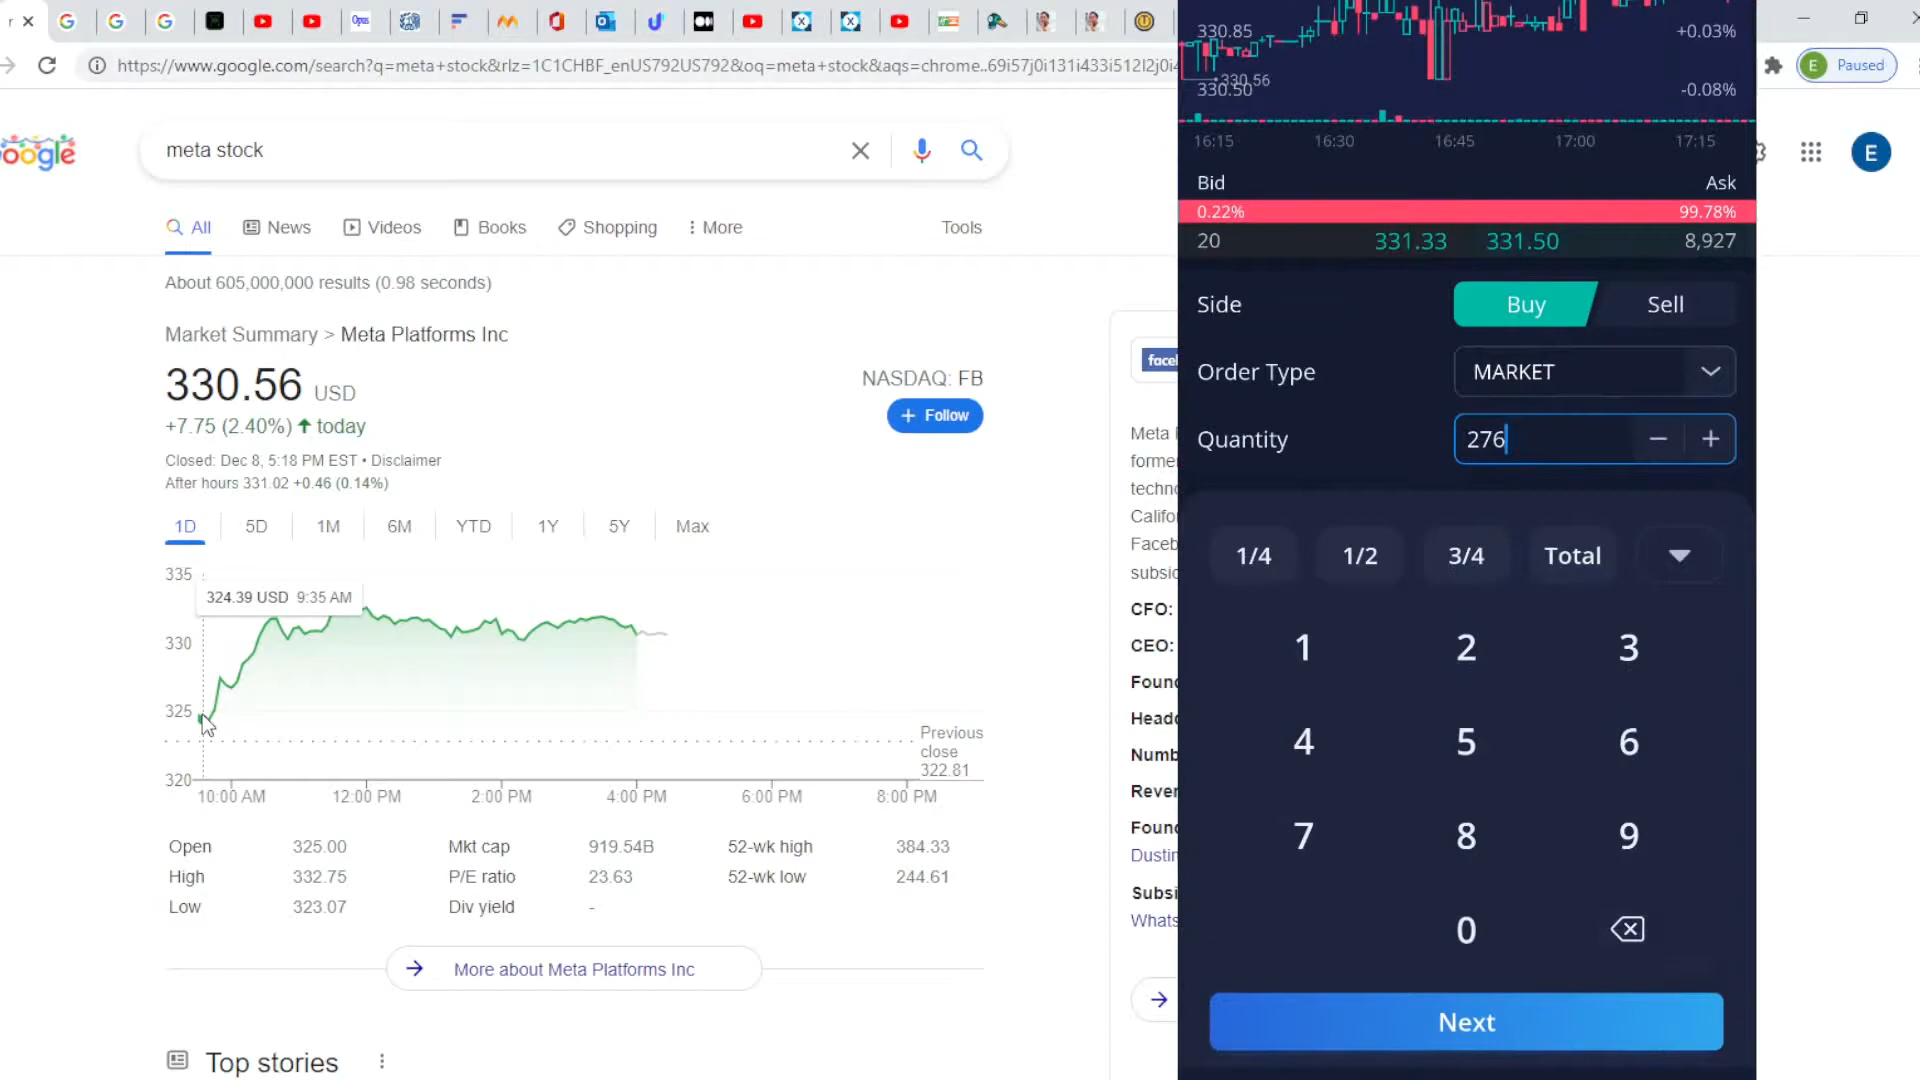 https://www.google.com/search?q=meta+stock&rlz=1C1CHBF_enUS792US792&oq=meta+stock&aqs=chrome..69i57j0i131i433i512l2j0i4
E Paused
oogle
meta stock
E
All
News
Videos
Books
Shopping
More
Tools
About 605,000,000 results (0.98 seconds)
Market Summary > Meta Platforms Inc
330.56 USD
NASDAQ: FB
+7.75 (2.40%) today
+ Follow
Closed: Dec 8, 5:18 PM EST • Disclaimer
After hours 331.02 +0.46 (0.14%)
1D 5D 1M 6M YTD 1Y 5Y Max
335
324.39 USD 9:35 AM
330
325
Previous
close
322.81
320
10:00 AM 12:00 PM 2:00 PM 4:00 PM 6:00 PM 8:00 PM
Open 325.00 Mkt cap 919.54B 52-wk high 384.33
High 332.75 P/E ratio 23.63 52-wk low 244.61
Low 323.07 Div yield -
More about Meta Platforms Inc
Top stories
Meta
CFO:
CEO:
330.85 +0.03%
330.56
330.50 -0.08%
16:15 16:30 16:45 17:00 17:15
Bid Ask
0.22% 99.78%
20 331.33 331.50 8,927
Side Buy Sell
Order Type MARKET
Quantity 276 − +
1/4 1/2 3/4 Total
1 2 3
4 5 6
7 8 9
0
Next